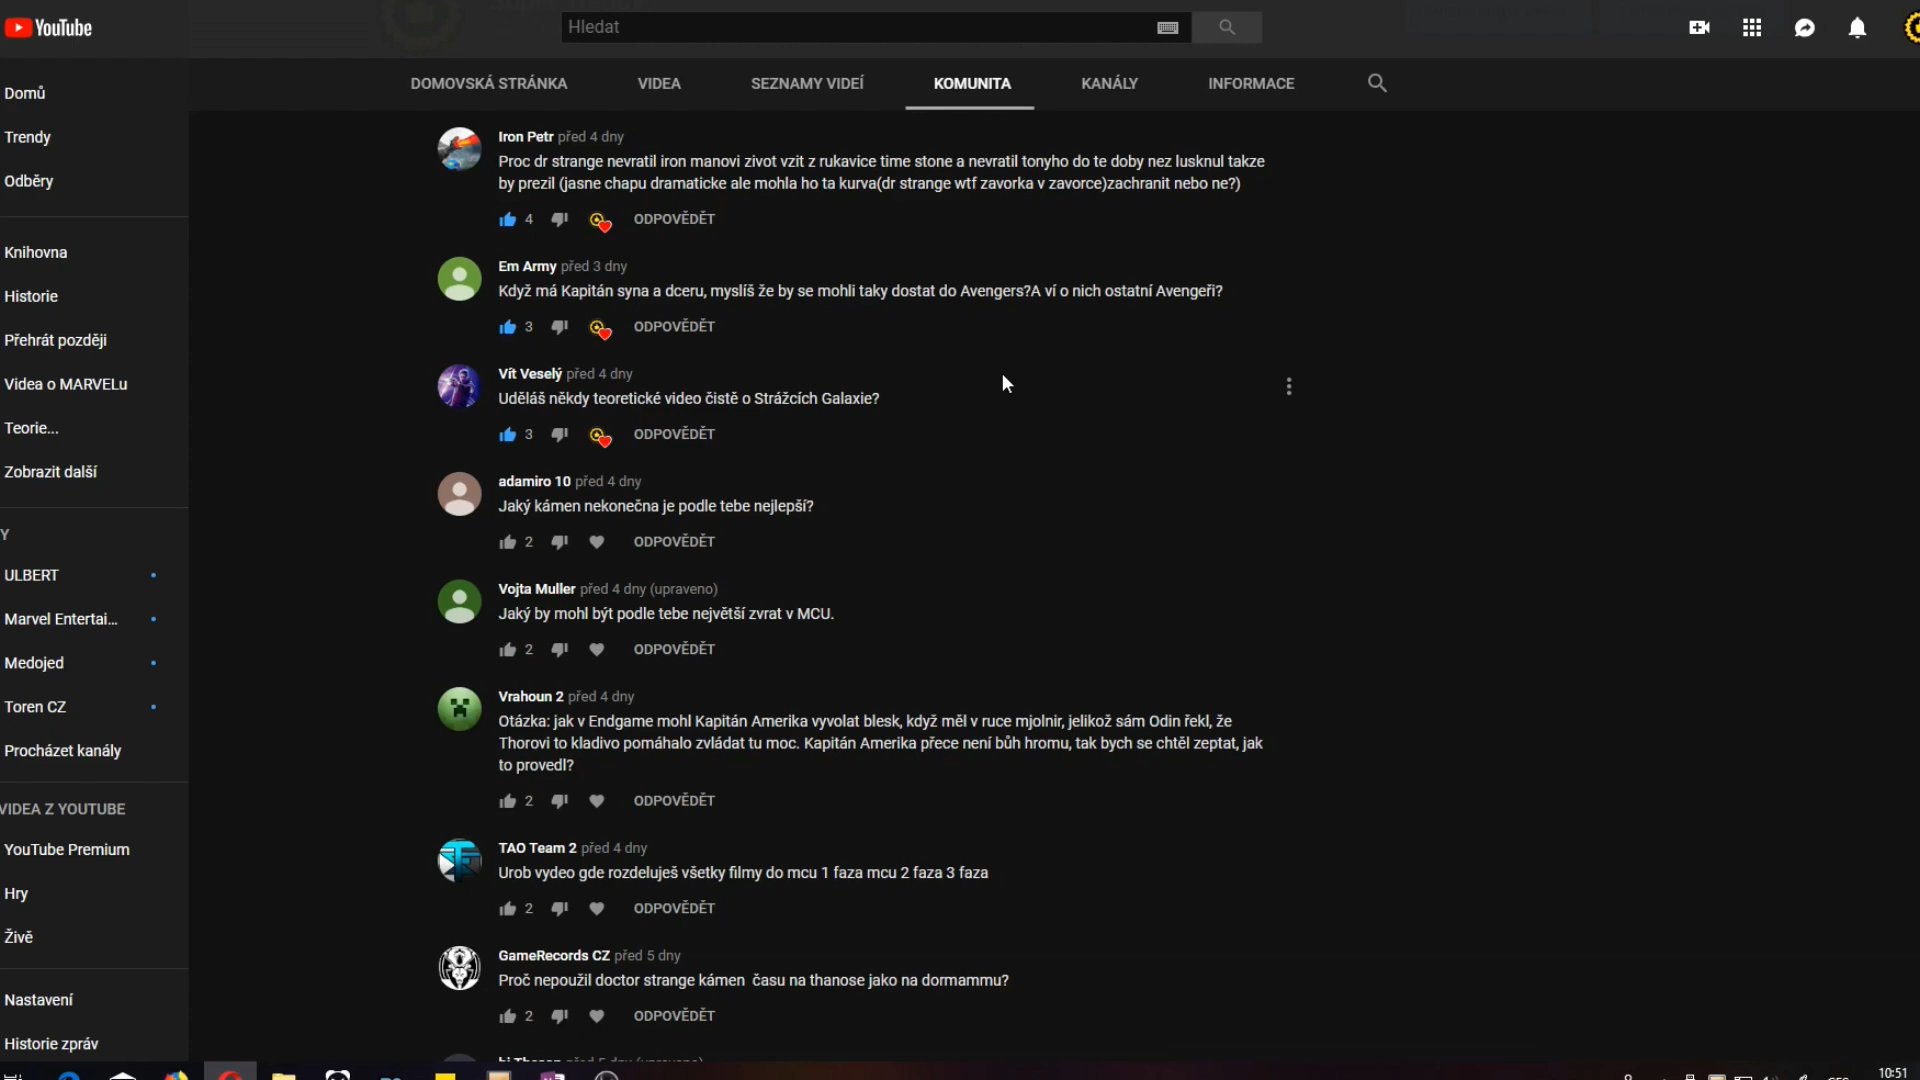 YouTube
Hledat
DOMOVSKÁ STRÁNKA
VIDEA
SEZNAMY VIDEÍ
KOMUNITA
KANÁLY
INFORMACE
Domů
Trendy
Odběry
Knihovna
Historie
Přehrát později
Videa o MARVELu
Teorie...
Zobrazit další
Y
ULBERT
Marvel Entertai...
Medojed
Toren CZ
Procházet kanály
VIDEA Z YOUTUBE
YouTube Premium
Hry
Živě
Nastavení
Historie zpráv
Iron Petr před 4 dny
Proc dr strange nevratil iron manovi zivot vzit z rukavice time stone a nevratil tonyho do te doby nez lusknul takze
by prezil (jasne chapu dramaticke ale mohla ho ta kurva(dr strange wtf zavorka v zavorce)zachranit nebo ne?)
4 ODPOVĚDĚT
Em Army před 3 dny
Když má Kapitán syna a dceru, myslíš že by se mohli taky dostat do Avengers?A ví o nich ostatní Avengeři?
3 ODPOVĚDĚT
Vít Veselý před 4 dny
Uděláš někdy teoretické video čistě o Strážcích Galaxie?
3 ODPOVĚDĚT
adamiro 10 před 4 dny
Jaký kámen nekonečna je podle tebe nejlepší?
2 ODPOVĚDĚT
Vojta Muller před 4 dny (upraveno)
Jaký by mohl být podle tebe největší zvrat v MCU.
2 ODPOVĚDĚT
Vrahoun 2 před 4 dny
Otázka: jak v Endgame mohl Kapitán Amerika vyvolat blesk, když měl v ruce mjolnir, jelikož sám Odin řekl, že
Thorovi to kladivo pomáhalo zvládat tu moc. Kapitán Amerika přece není bůh hromu, tak bych se chtěl zeptat, jak
to provedl?
2 ODPOVĚDĚT
TAO Team 2 před 4 dny
Urob vydeo gde rozdeluješ všetky filmy do mcu 1 faza mcu 2 faza 3 faza
2 ODPOVĚDĚT
GameRecords CZ před 5 dny
Proč nepoužil doctor strange kámen času na thanose jako na dormammu?
2 ODPOVĚDĚT
10:51